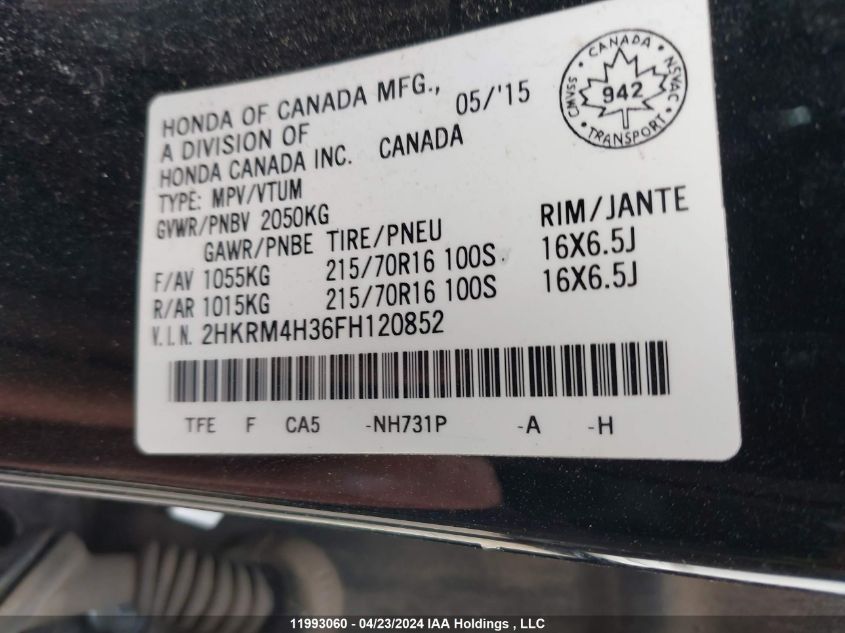 HONDA OF CANADA MFG., 05/'15
A DIVISION OF
HONDA CANADA INC. CANADA
TYPE: MPV/VTUM
GVWR/PNBV 2050KG
GAWR/PNBE TIRE/PNEU RIM/JANTE
F/AV 1055KG 215/70R16 100S 16X6.5J
R/AR 1015KG 215/70R16 100S 16X6.5J
V.I.N. 2HKRM4H36FH120852
TFE F CA5 -NH731P -A -H
CANADA
CMVSS 942 NSVAC
TRANSPORT
11993060 - 04/23/2024 IAA Holdings , LLC